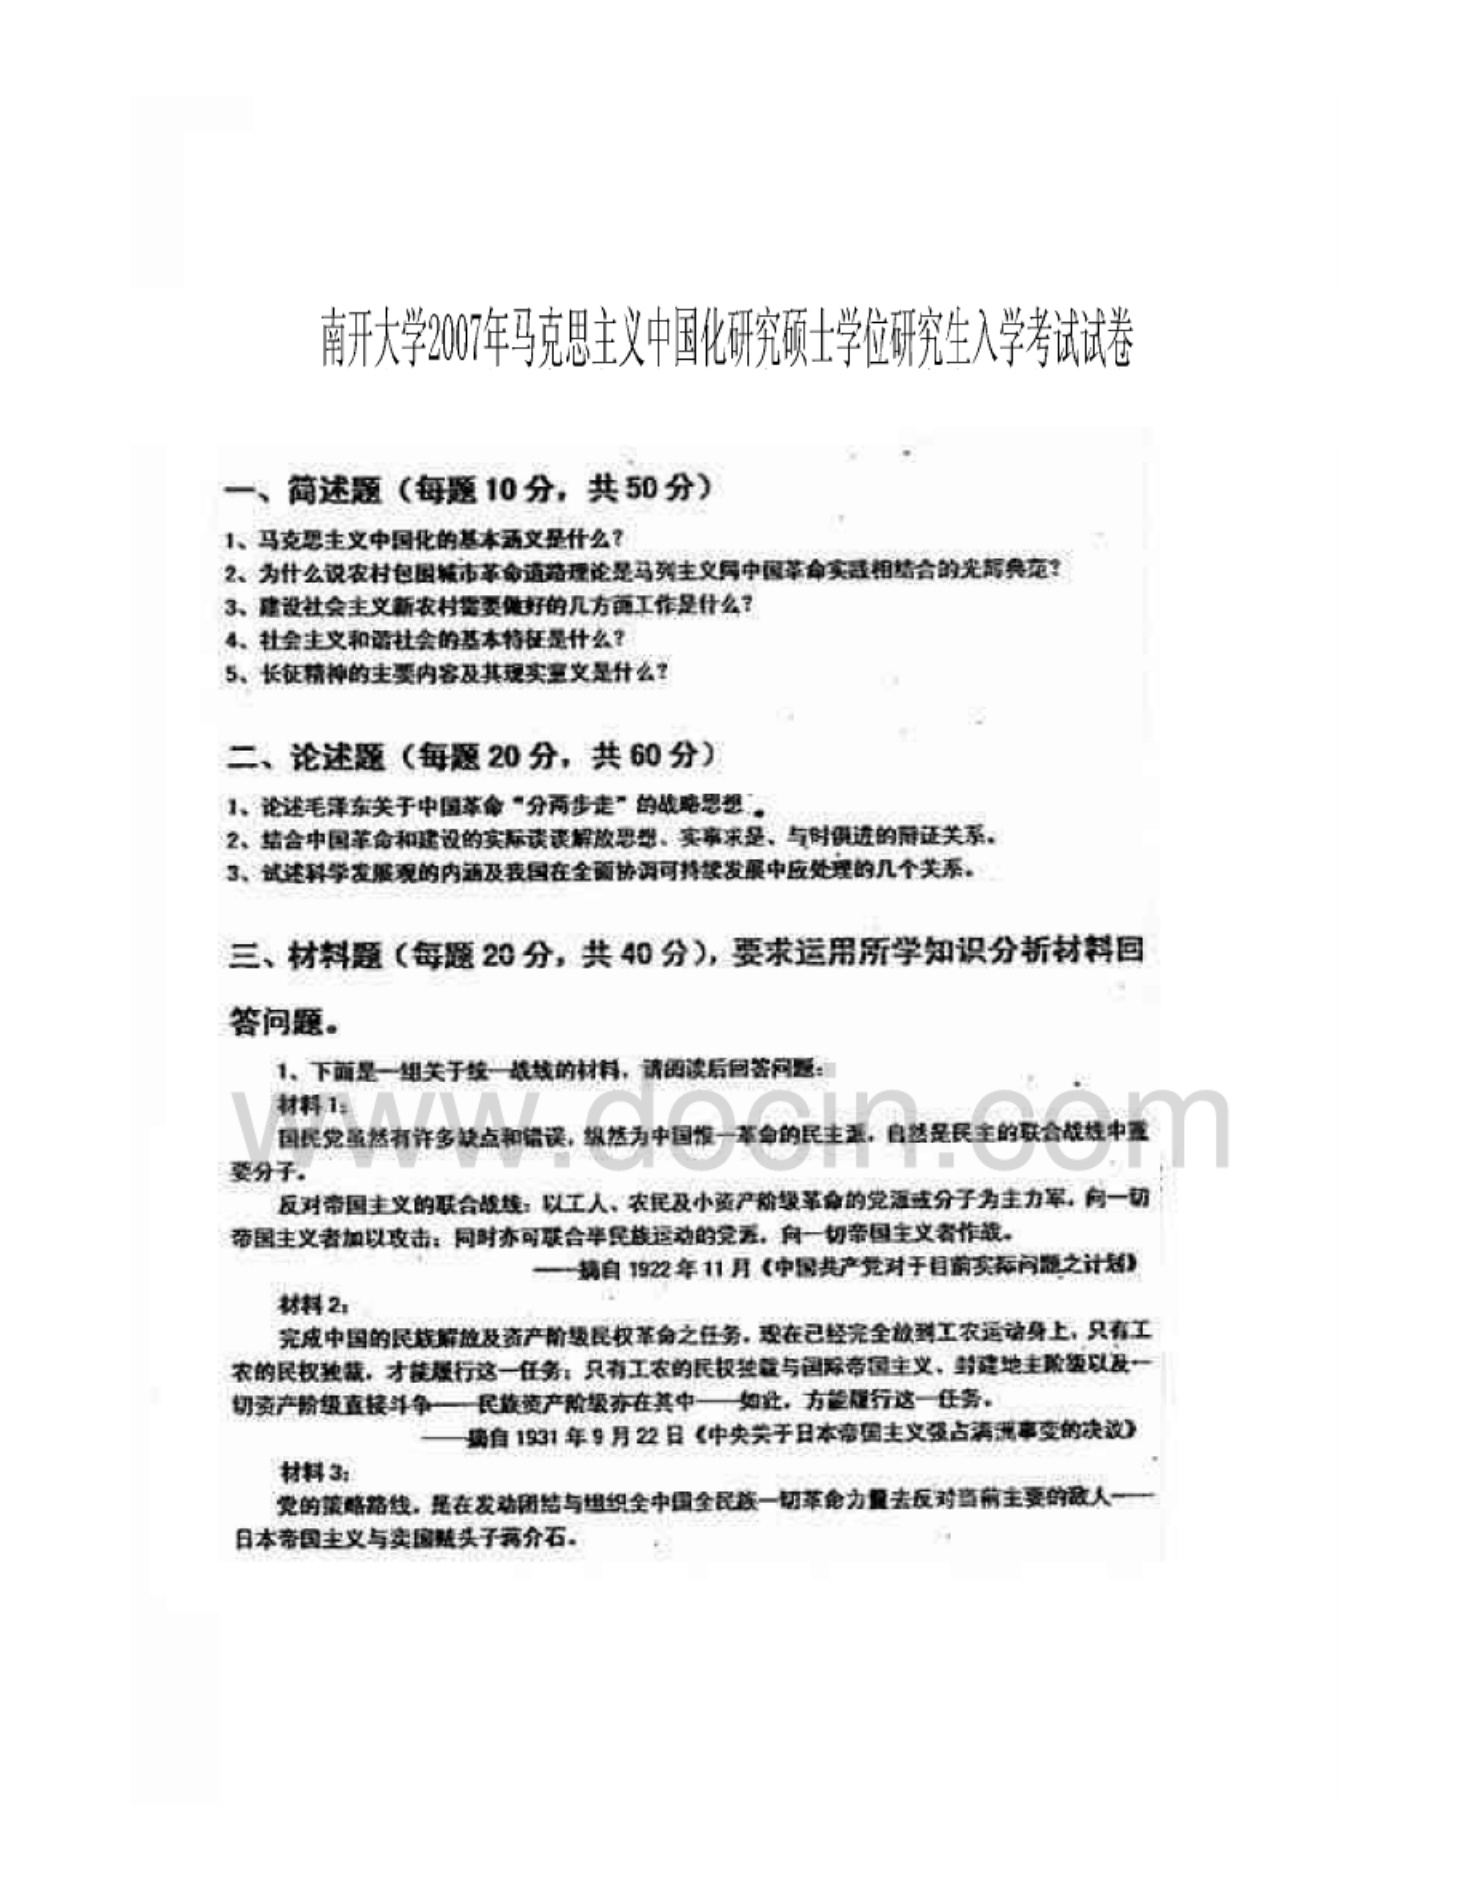 南开大学2007年马克思主义中国化研究硕士学位研究生入学考试试卷
一、简述题（每题10分，共50分）
1、马克思主义中国化的基本涵义是什么？
2、为什么说农村包围城市革命道路理论是马列主义同中国革命实践相结合的光辉典范？
3、建设社会主义新农村需要做好的几方面工作是什么？
4、社会主义和谐社会的基本特征是什么？
5、长征精神的主要内容及其现实意义是什么？
二、论述题（每题20分，共60分）
1、论述毛泽东关于中国革命“分两步走”的战略思想。
2、结合中国革命和建设的实际谈谈解放思想、实事求是、与时俱进的辩证关系。
3、试述科学发展观的内涵及我国在全面协调可持续发展中应处理的几个关系。
三、材料题（每题20分，共40分），要求运用所学知识分析材料回
答问题。
1、下面是一组关于统一战线的材料，请阅读后回答问题：
www.docin.com
材料1：
国民党虽然有许多缺点和错误，纵然为中国惟一革命的民主派，自然是民主的联合战线中重
要分子。
反对帝国主义的联合战线：以工人、农民及小资产阶级革命的党派或分子为主力军，向一切
帝国主义者加以攻击；同时亦可联合半民族运动的党派，向一切帝国主义者作战。
——摘自1922年11月《中国共产党对于目前实际问题之计划》
材料2：
完成中国的民族解放及资产阶级民权革命之任务，现在已经完全放到工农运动身上，只有工
农的民权独裁，才能履行这一任务；只有工农的民权独裁与国际帝国主义、封建地主阶级以及一
切资产阶级直接斗争——民族资产阶级亦在其中——如此，方能履行这一任务。
——摘自1931年9月22日《中央关于日本帝国主义强占满洲事变的决议》
材料3：
党的策略路线，是在发动团结与组织全中国全民族一切革命力量去反对当前主要的敌人——
日本帝国主义与卖国贼头子蒋介石。